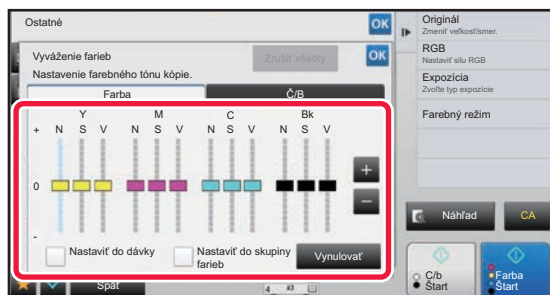 Ostatné
OK
Vyváženie farieb
Zrušiť všetky
OK
Nastavenie farebného tónu kópie.
Farba
Č/B
Y M C Bk
+ N S V N S V N S V N S V
0
+
-
-
Nastaviť do dávky
Nastaviť do skupiny
farieb
Vynulovať
Späť
4 A3
Originál
Zmeniť veľkosť/smer.
RGB
Nastaviť silu RGB
Expozícia
Zvoľte typ expozície
Farebný režim
Náhľad
CA
C/b
Štart
Farba
Štart